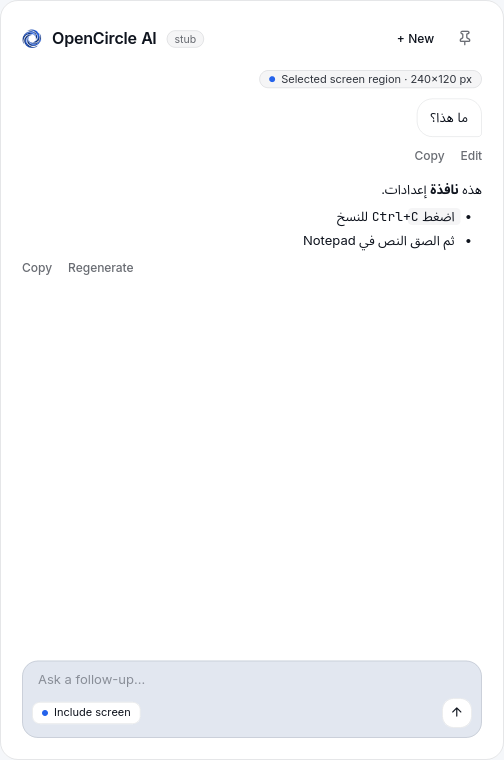 OpenCircle AI stub + New
Selected screen region · 240×120 px
ما هذا؟
Copy Edit
هذه نافذة إعدادات.
• اضغط Ctrl+C للنسخ
• ثم الصق النص في Notepad
Copy Regenerate
Ask a follow-up...
Include screen